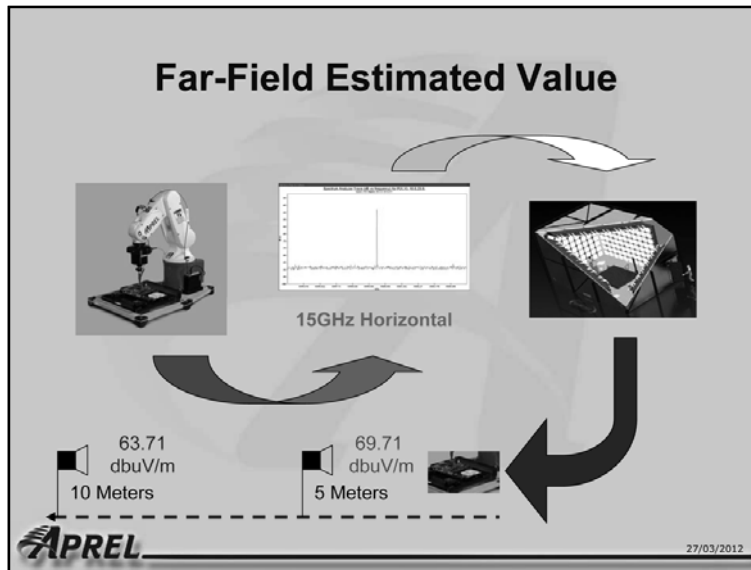 Far-Field Estimated Value
15GHz Horizontal
63.71
dbuV/m
10 Meters
69.71
dbuV/m
5 Meters
APREL
27/03/2012